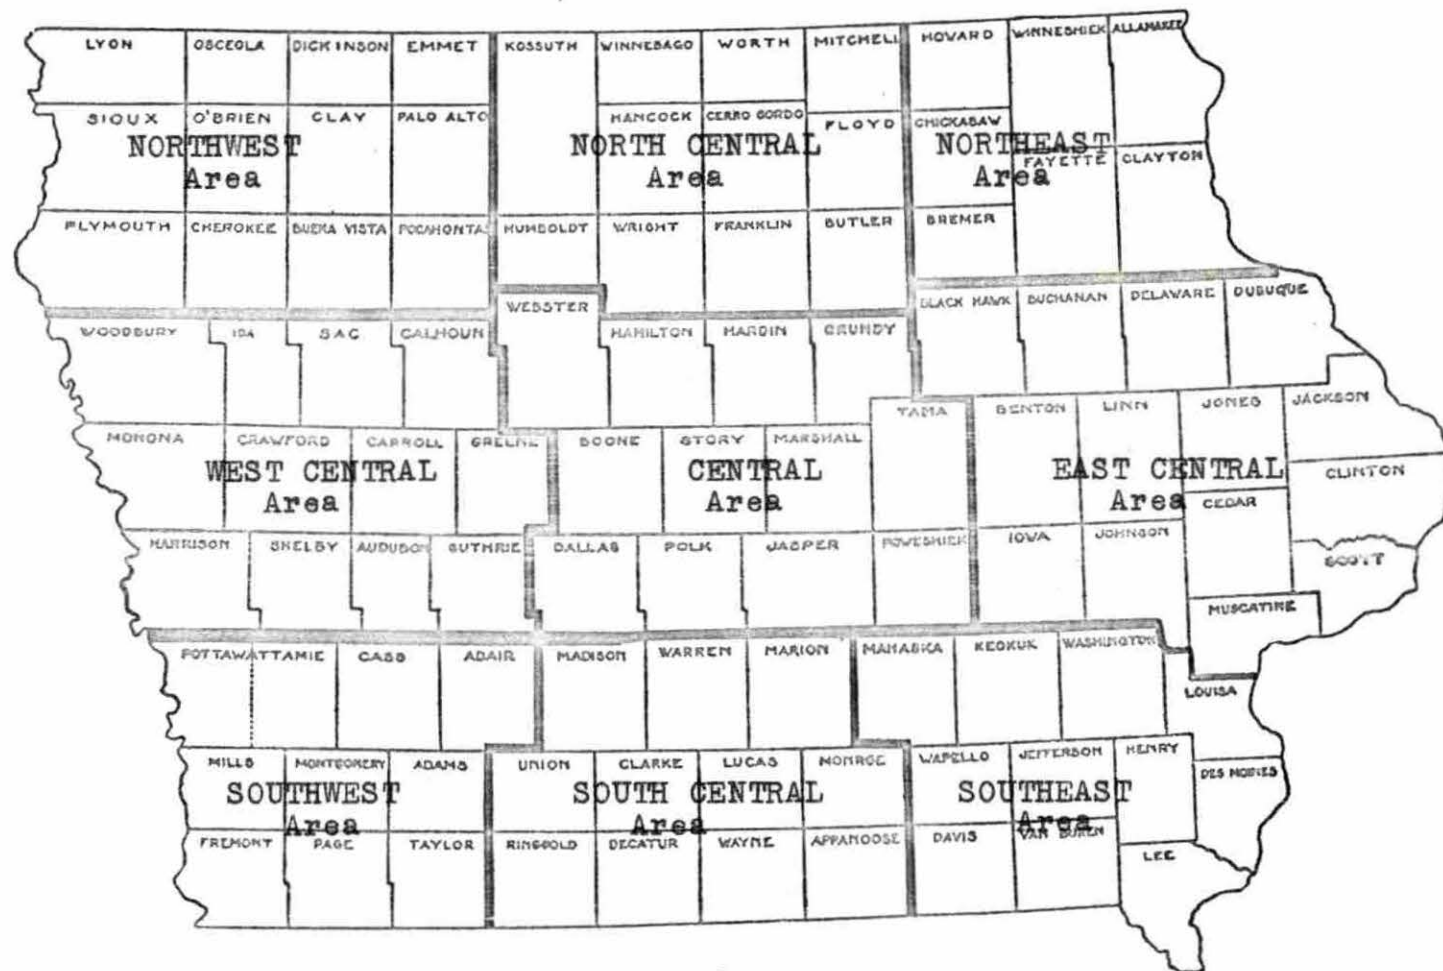 LYON OSCEOLA DICKINSON EMMET KOSSUTH WINNEBAGO WORTH MITCHELL HOWARD WINNESHIEK ALLAMAKEE
SIOUX O'BRIEN CLAY PALO ALTO HANCOCK CERRO GORDO FLOYD CHICKASAW
NORTHWEST NORTH CENTRAL NORTHEAST
Area Area Area
FAYETTE CLAYTON
PLYMOUTH CHEROKEE BUENA VISTA POCAHONTAS HUMBOLDT WRIGHT FRANKLIN BUTLER BREMER
WEBSTER BLACK HAWK BUCHANAN DELAWARE DUBUQUE
WOODBURY IDA SAC CALHOUN HAMILTON HARDIN GRUNDY
TAMA BENTON LINN JONES JACKSON
MONONA CRAWFORD CARROLL GREENE BOONE STORY MARSHALL
WEST CENTRAL CENTRAL EAST CENTRAL CLINTON
Area Area Area CEDAR
HARRISON SHELBY AUDUBON GUTHRIE DALLAS POLK JASPER POWESHIEK IOWA JOHNSON SCOTT
MUSCATINE
POTTAWATTAMIE CASS ADAIR MADISON WARREN MARION MAHASKA KEOKUK WASHINGTON
LOUISA
MILLS MONTGOMERY ADAMS UNION CLARKE LUCAS MONROE WAPELLO JEFFERSON HENRY
DES MOINES
SOUTHWEST SOUTH CENTRAL SOUTHEAST
Area Area Area
FREMONT PAGE TAYLOR RINGGOLD DECATUR WAYNE APPANOOSE DAVIS VAN BUREN
LEE